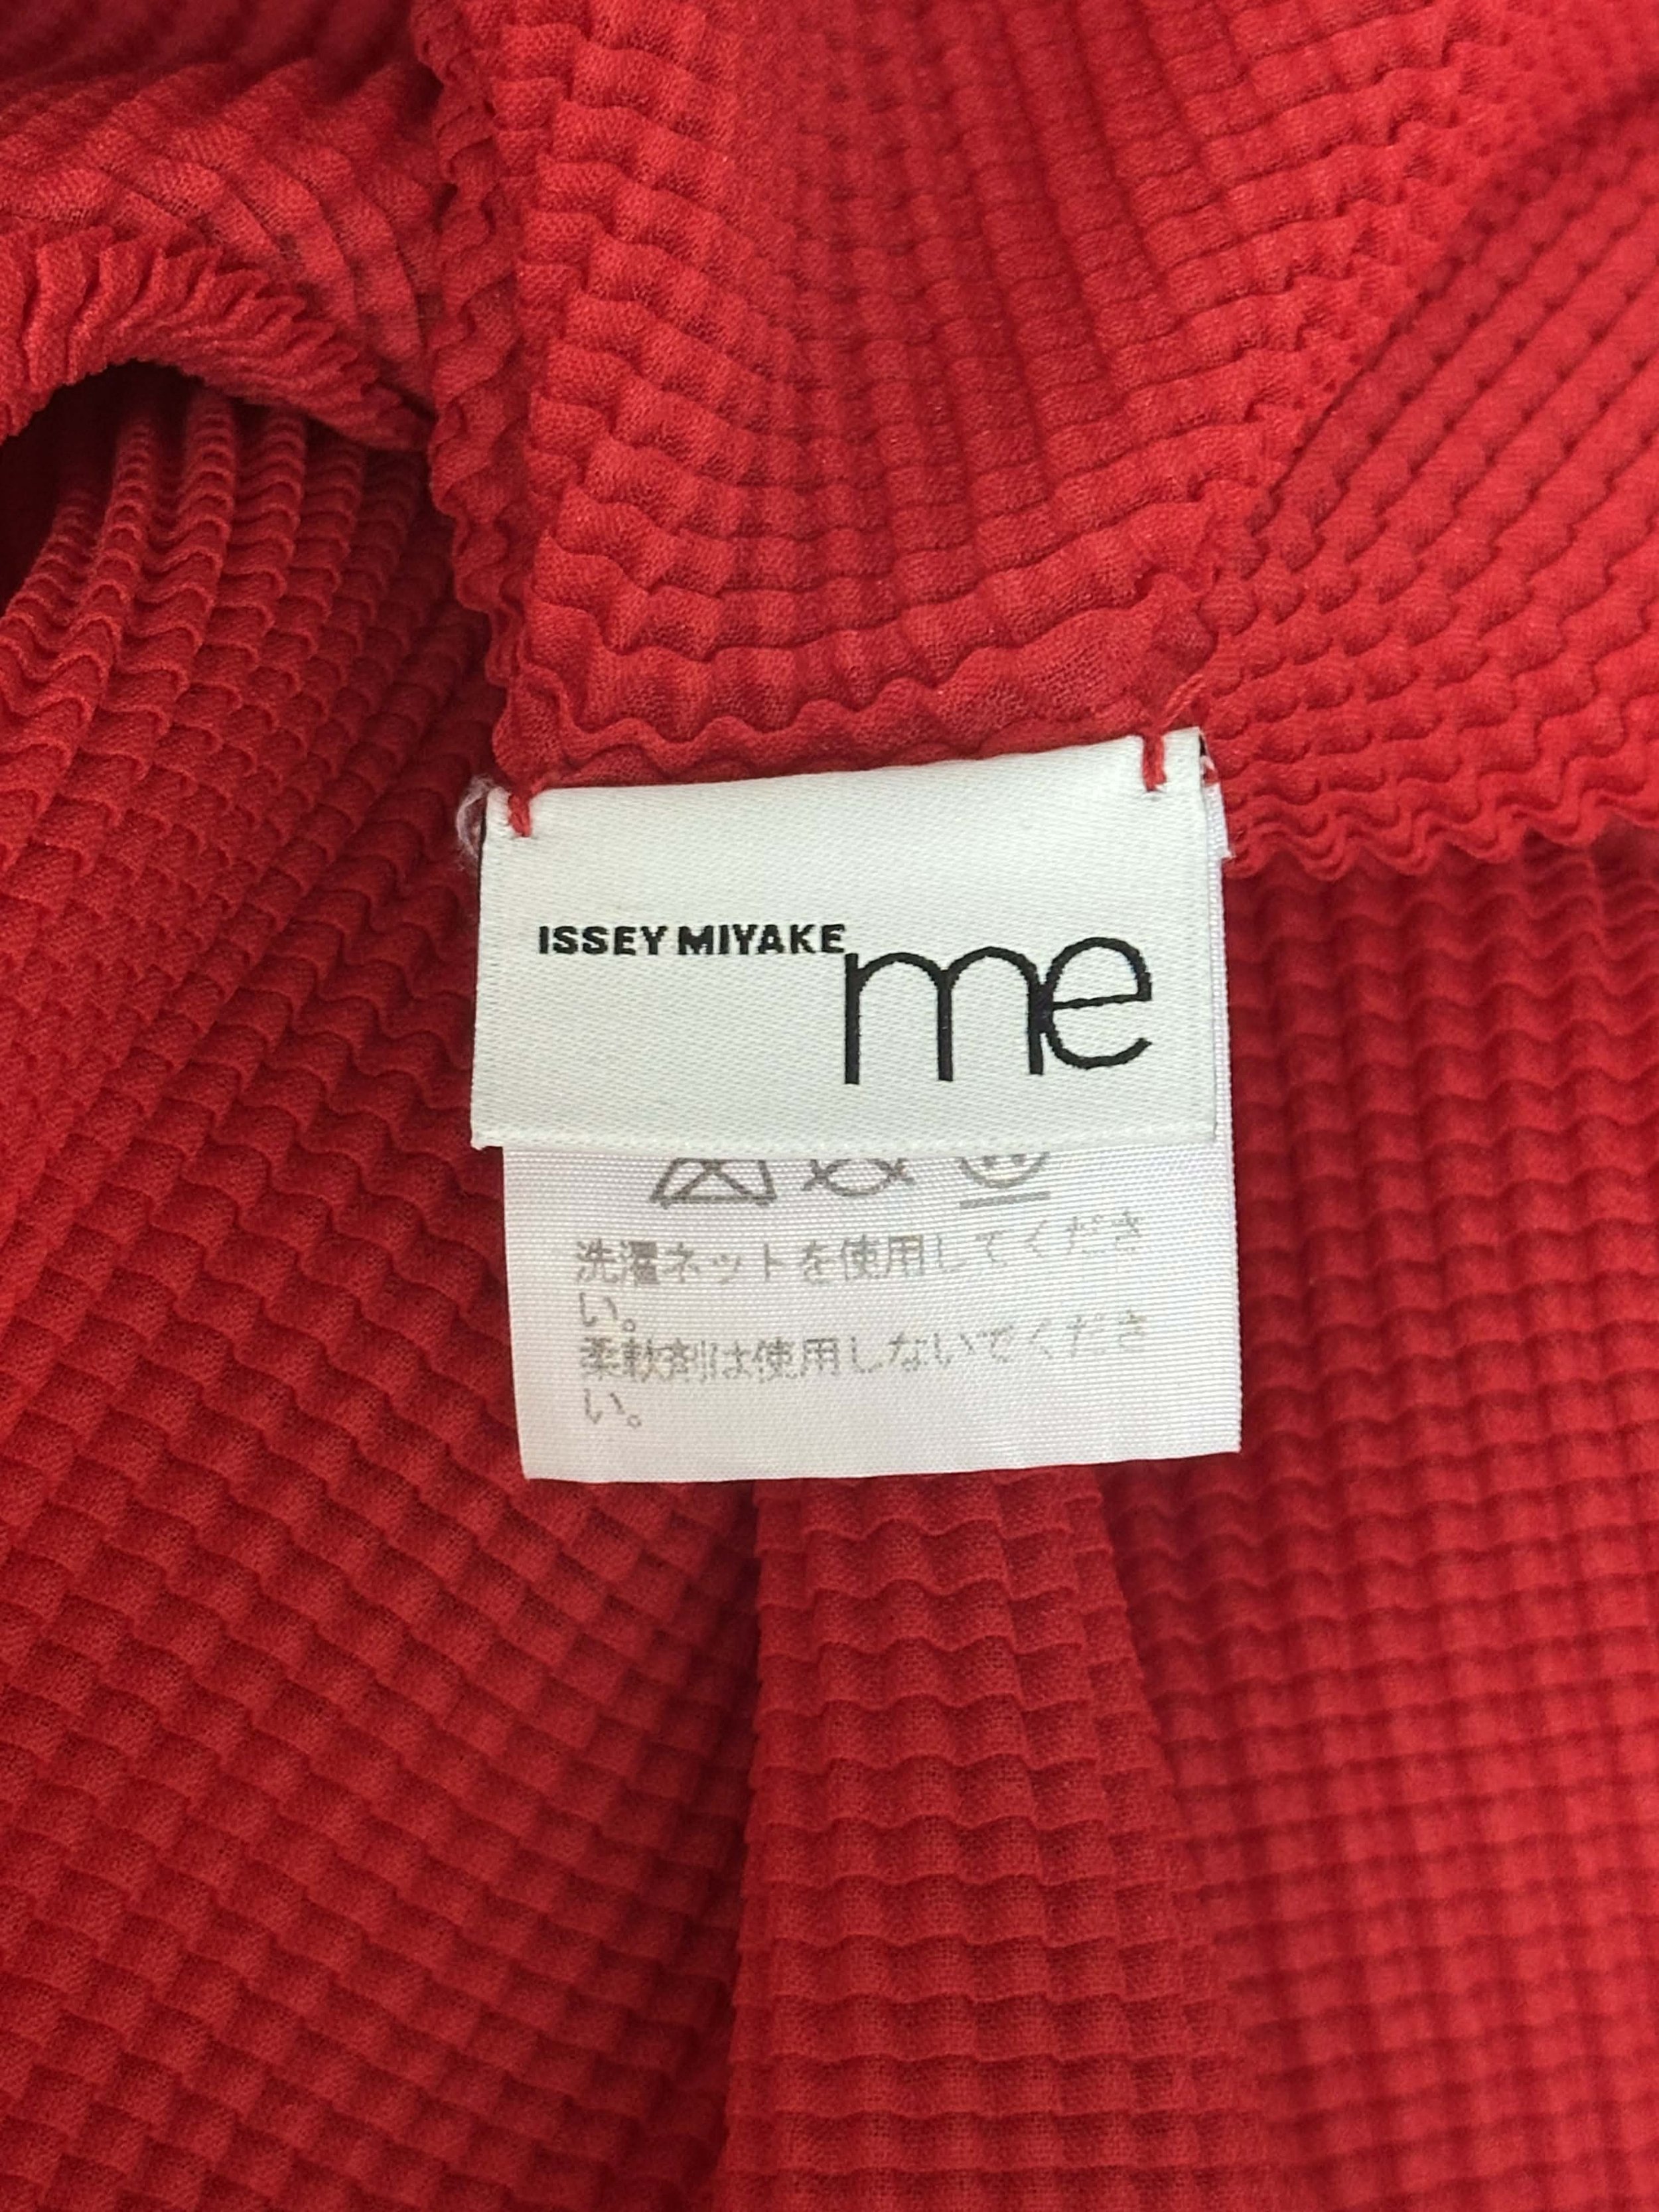 ISSEY MIYAKE me
洗濯ネットを使用してくださ
い。
柔軟剤は使用しないでくださ
い。